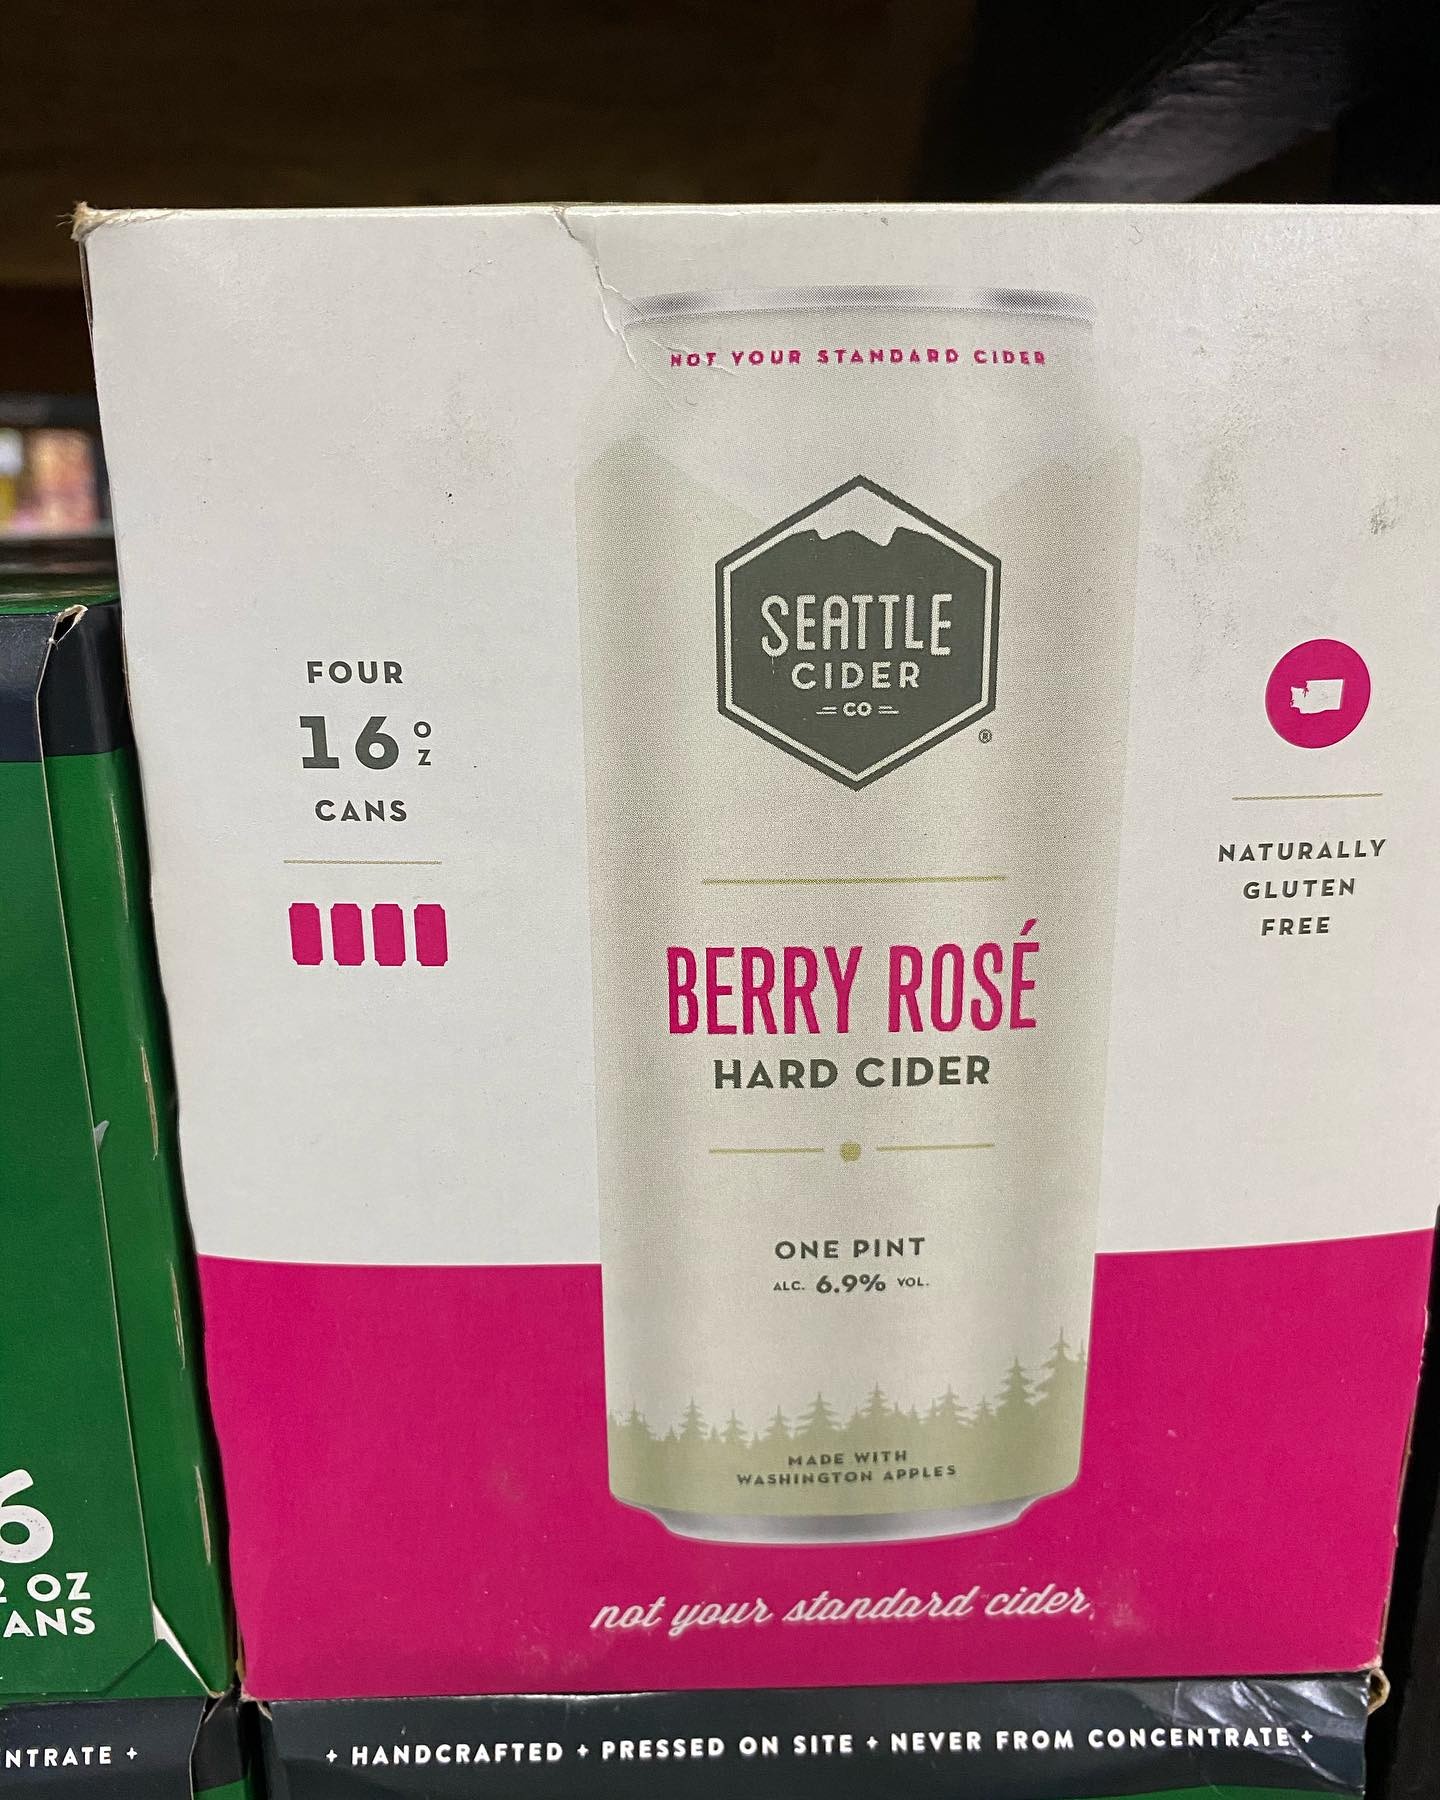 NOT YOUR STANDARD CIDER
SEATTLE
CIDER
CO
®
FOUR
16 OZ
CANS
NATURALLY
GLUTEN
FREE
BERRY ROSÉ
HARD CIDER
ONE PINT
ALC. 6.9% VOL.
MADE WITH
WASHINGTON APPLES
not your standard cider
+ HANDCRAFTED + PRESSED ON SITE + NEVER FROM CONCENTRATE +
6
OZ